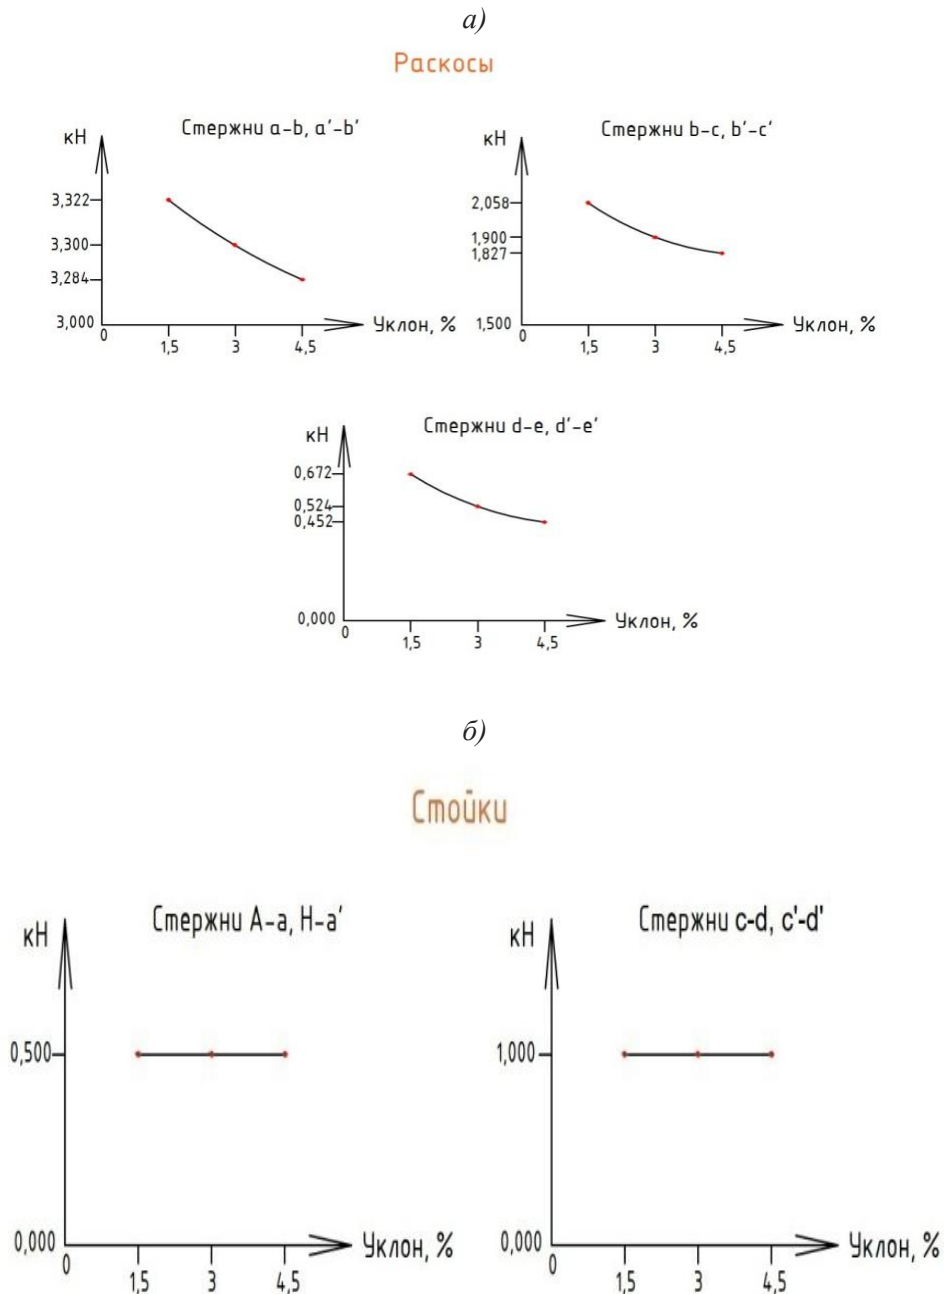 а)
Раскосы
Стержни a-b, a'-b'
кН
3,322
3,300
3,284
3,000
0
1,5
3
4,5
Уклон, %
Стержни b-c, b'-c'
кН
2,058
1,900
1,827
1,500
0
1,5
3
4,5
Уклон, %
Стержни d-e, d'-e'
кН
0,672
0,524
0,452
0,000
0
1,5
3
4,5
Уклон, %
б)
Стойки
Стержни A-a, H-a'
кН
0,500
0,000
0
1,5
3
4,5
Уклон, %
Стержни c-d, c'-d'
кН
1,000
0,000
0
1,5
3
4,5
Уклон, %